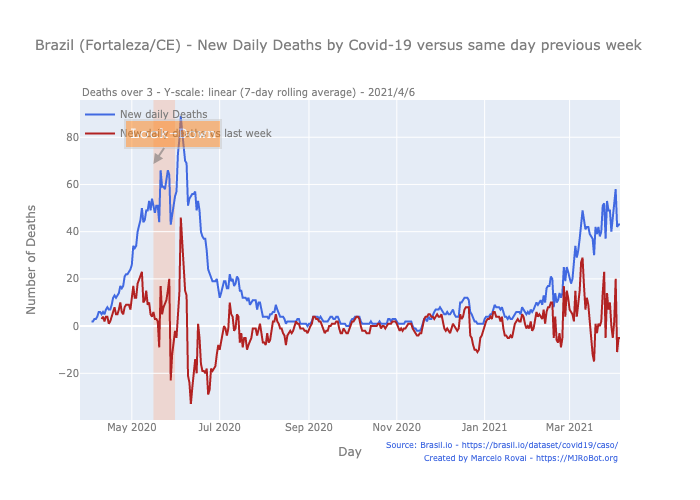 Brazil (Fortaleza/CE) - New Daily Deaths by Covid-19 versus same day previous week
Deaths over 3 - Y-scale: linear (7-day rolling average) - 2021/4/6
New daily Deaths
New daily deaths vs last week
80
60
40
20
0
−20
Number of Deaths
May 2020
Jul 2020
Sep 2020
Nov 2020
Jan 2021
Mar 2021
Day
Source: Brasil.io - https://brasil.io/dataset/covid19/caso/
Created by Marcelo Rovai - https://MJRoBot.org